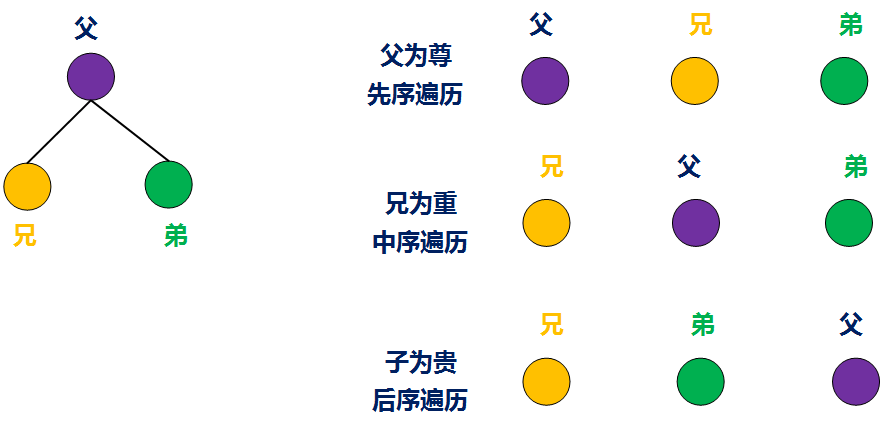 父
兄
弟
父为尊
先序遍历
父 兄 弟
兄为重
中序遍历
兄 父 弟
子为贵
后序遍历
兄 弟 父